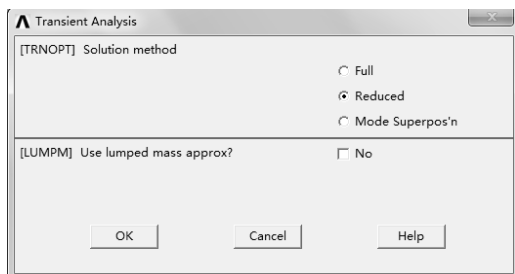 Transient Analysis
[TRNOPT] Solution method
Full
Reduced
Mode Superpos'n
[LUMPM] Use lumped mass approx?
No
OK Cancel Help